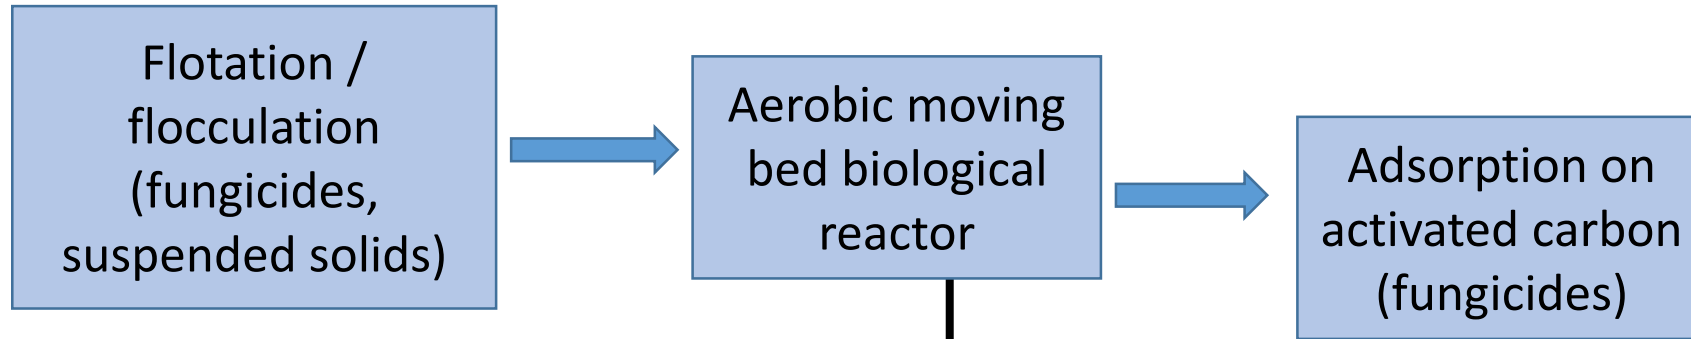 Flotation /
flocculation
(fungicides,
suspended solids)
Aerobic moving
bed biological
reactor
Adsorption on
activated carbon
(fungicides)